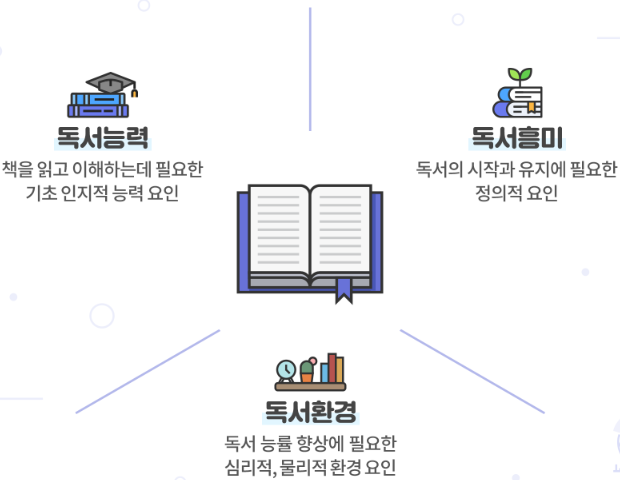 독서능력
책을 읽고 이해하는데 필요한
기초 인지적 능력 요인
독서흥미
독서의 시작과 유지에 필요한
정의적 요인
독서환경
독서 능률 향상에 필요한
심리적, 물리적 환경 요인